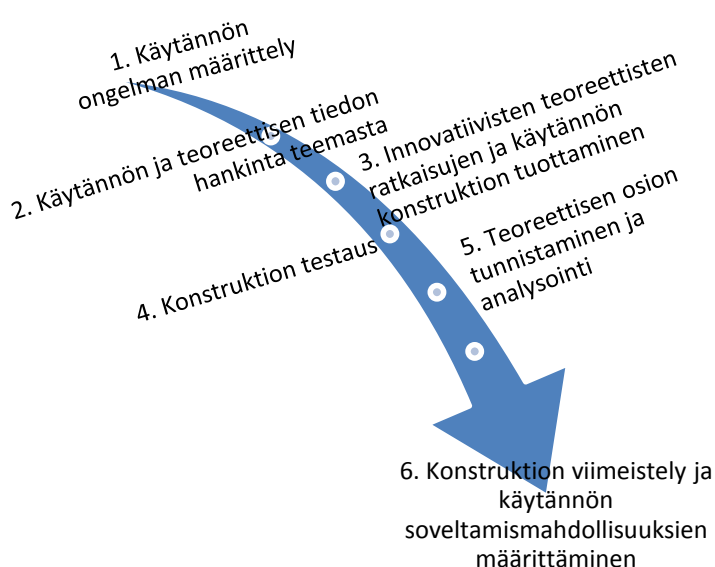 1. Käytännön
ongelman määrittely
2. Käytännön ja teoreettisen tiedon
hankinta teemasta
3. Innovatiivisten teoreettisten
ratkaisujen ja käytännön
konstruktion tuottaminen
4. Konstruktion testaus
5. Teoreettisen osion
tunnistaminen ja
analysointi
6. Konstruktion viimeistely ja
käytännön
soveltamismahdollisuuksien
määrittäminen